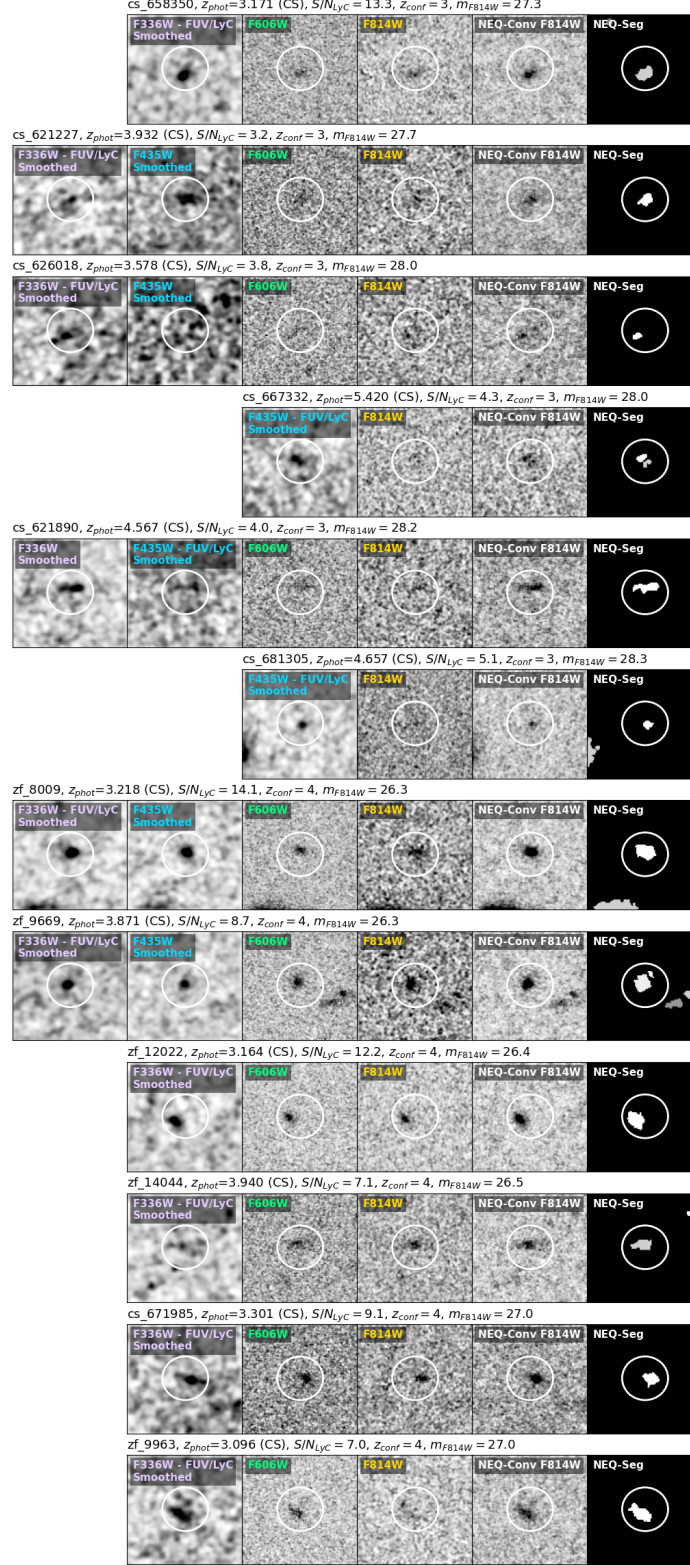 cs_658350, z_phot=3.171 (CS), S/N_LyC = 13.3, z_conf = 3, m_F814W = 27.3
F336W - FUV/LyC F606W F814W NEQ-Conv F814W NEQ-Seg
Smoothed
cs_621227, z_phot=3.932 (CS), S/N_LyC = 3.2, z_conf = 3, m_F814W = 27.7
F336W - FUV/LyC F435W F606W F814W NEQ-Conv F814W NEQ-Seg
Smoothed Smoothed
cs_626018, z_phot=3.578 (CS), S/N_LyC = 3.8, z_conf = 3, m_F814W = 28.0
F336W - FUV/LyC F435W F606W F814W NEQ-Conv F814W NEQ-Seg
Smoothed Smoothed
cs_667332, z_phot=5.420 (CS), S/N_LyC = 4.3, z_conf = 3, m_F814W = 28.0
F435W - FUV/LyC F814W NEQ-Conv F814W NEQ-Seg
Smoothed
cs_621890, z_phot=4.567 (CS), S/N_LyC = 4.0, z_conf = 3, m_F814W = 28.2
F336W F435W - FUV/LyC F606W F814W NEQ-Conv F814W NEQ-Seg
Smoothed Smoothed
cs_681305, z_phot=4.657 (CS), S/N_LyC = 5.1, z_conf = 3, m_F814W = 28.3
F435W - FUV/LyC F814W NEQ-Conv F814W NEQ-Seg
Smoothed
zf_8009, z_phot=3.218 (CS), S/N_LyC = 14.1, z_conf = 4, m_F814W = 26.3
F336W - FUV/LyC F435W F606W F814W NEQ-Conv F814W NEQ-Seg
Smoothed Smoothed
zf_9669, z_phot=3.871 (CS), S/N_LyC = 8.7, z_conf = 4, m_F814W = 26.3
F336W - FUV/LyC F435W F606W F814W NEQ-Conv F814W NEQ-Seg
Smoothed Smoothed
zf_12022, z_phot=3.164 (CS), S/N_LyC = 12.2, z_conf = 4, m_F814W = 26.4
F336W - FUV/LyC F606W F814W NEQ-Conv F814W NEQ-Seg
Smoothed
zf_14044, z_phot=3.940 (CS), S/N_LyC = 7.1, z_conf = 4, m_F814W = 26.5
F336W - FUV/LyC F606W F814W NEQ-Conv F814W NEQ-Seg
Smoothed
cs_671985, z_phot=3.301 (CS), S/N_LyC = 9.1, z_conf = 4, m_F814W = 27.0
F336W - FUV/LyC F606W F814W NEQ-Conv F814W NEQ-Seg
Smoothed
zf_9963, z_phot=3.096 (CS), S/N_LyC = 7.0, z_conf = 4, m_F814W = 27.0
F336W - FUV/LyC F606W F814W NEQ-Conv F814W NEQ-Seg
Smoothed